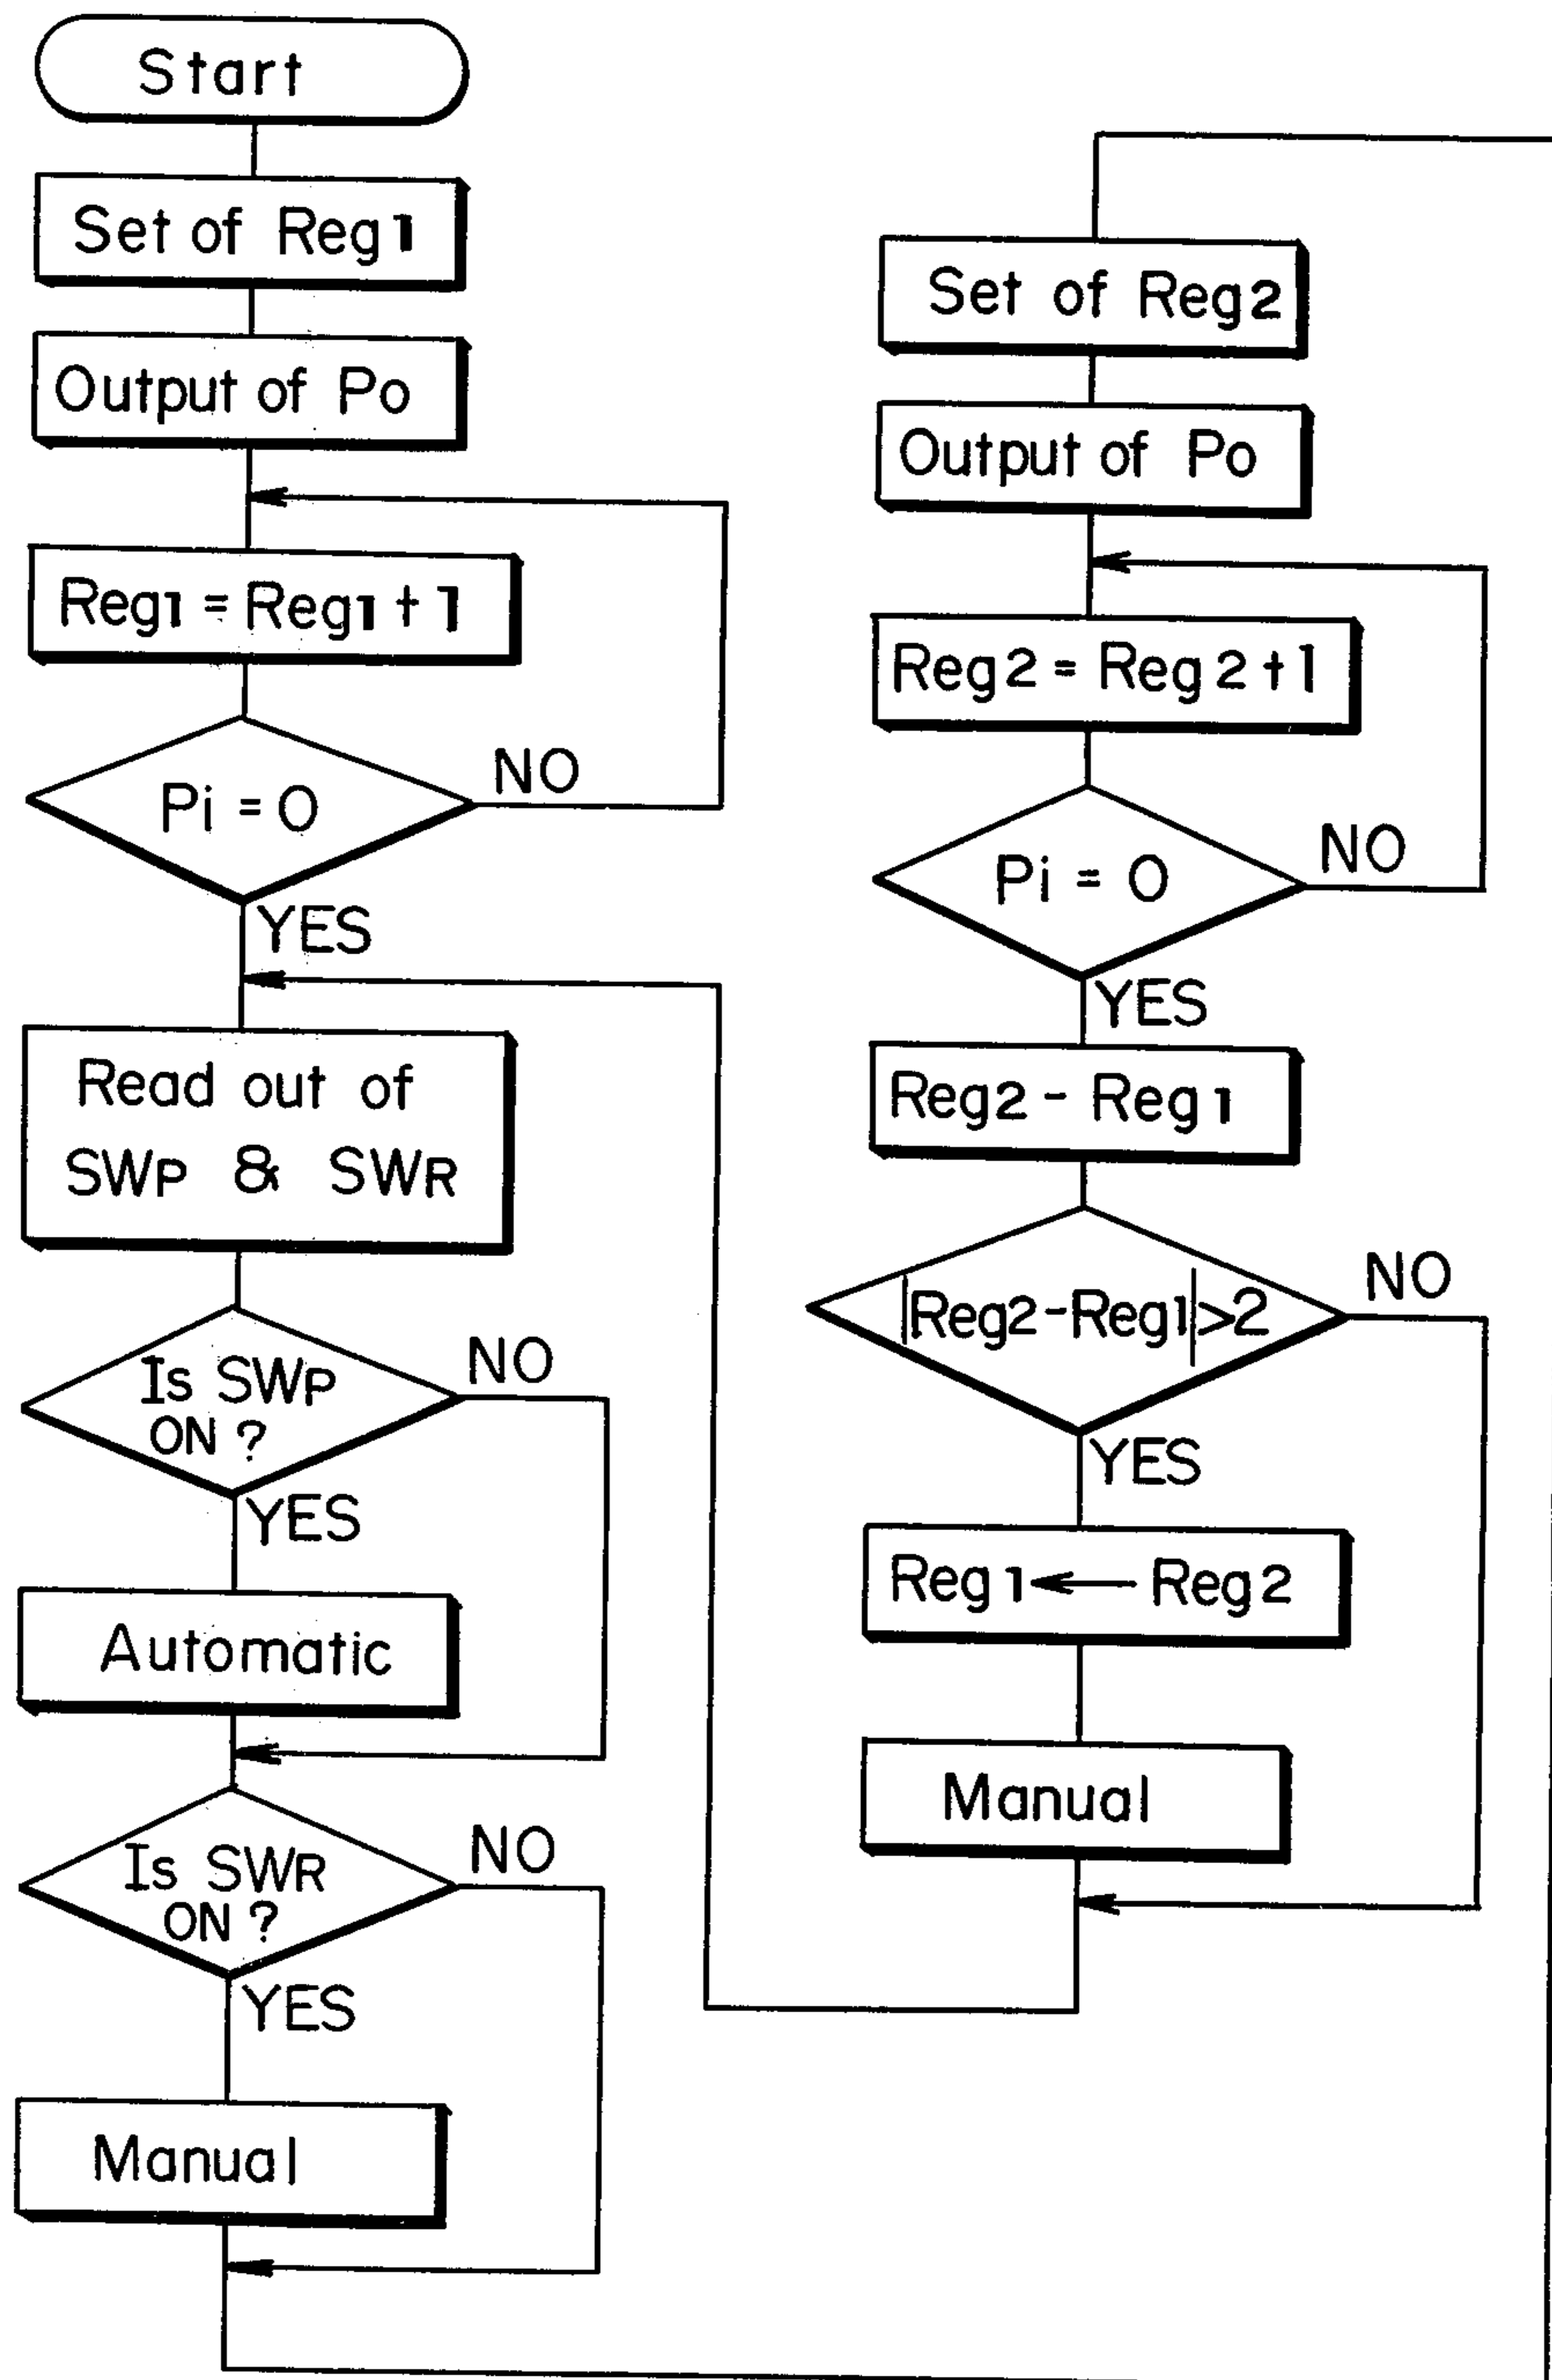 Start
Set of Reg1
Output of Po
Reg1 = Reg1 + 1
Pi = 0
NO
YES
Read out of
SWP & SWR
Is SWP
ON ?
NO
YES
Automatic
Is SWR
ON ?
NO
YES
Manual
Set of Reg2
Output of Po
Reg2 = Reg2 + 1
Pi = 0
NO
YES
Reg2 - Reg1
|Reg2-Reg1|>2
NO
YES
Reg1 ← Reg2
Manual